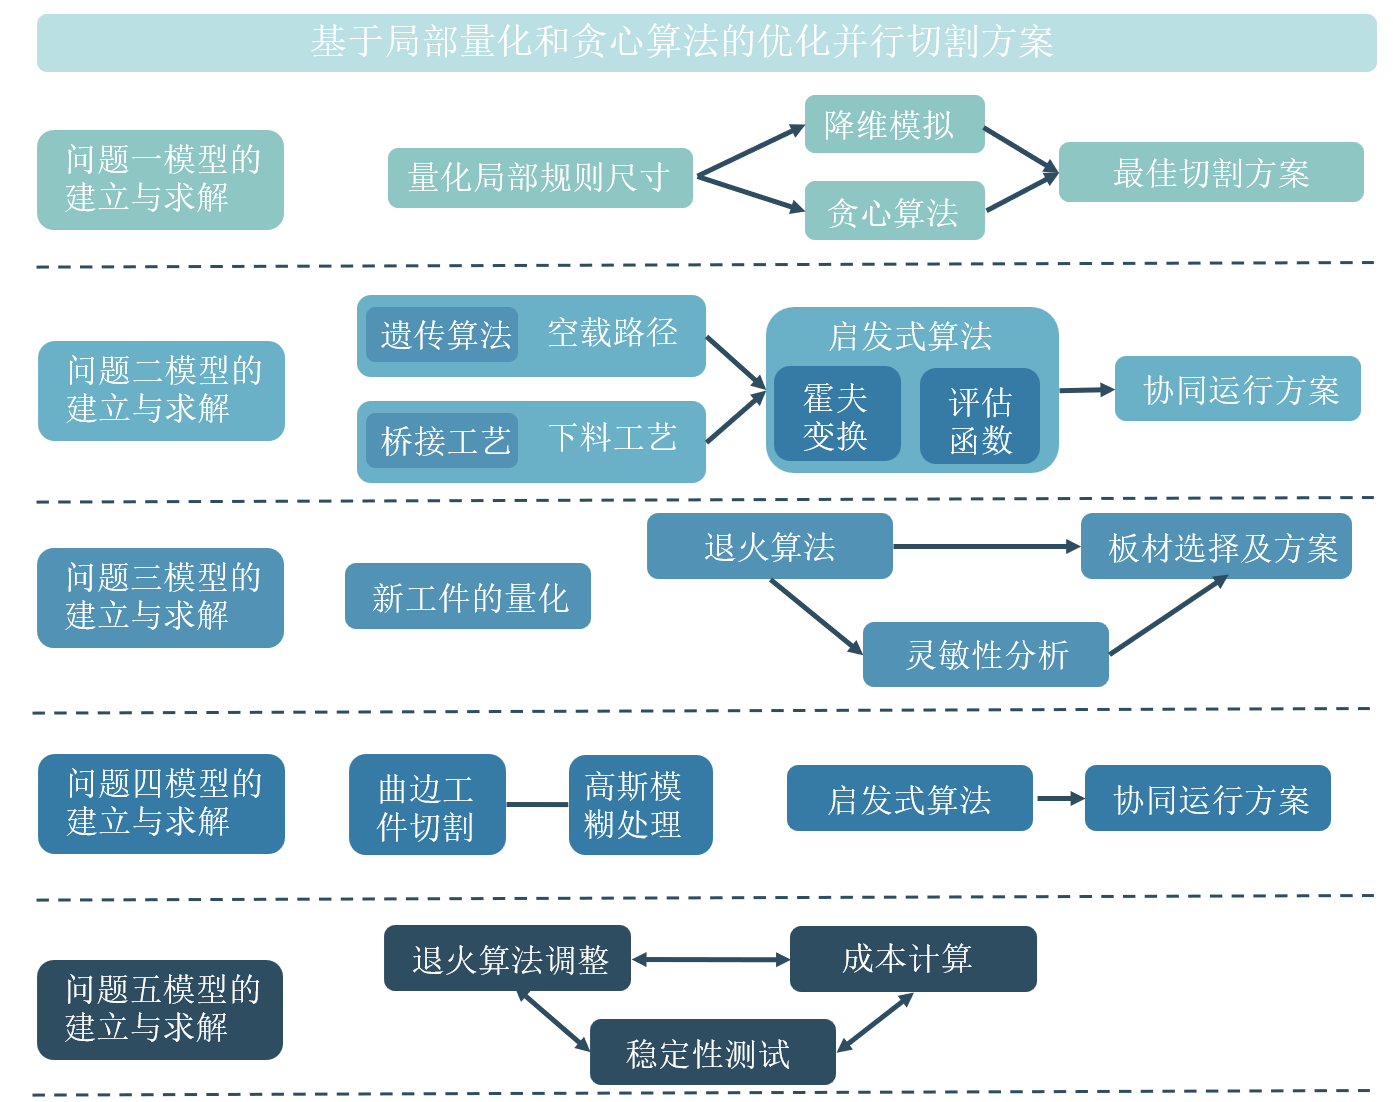 基于局部量化和贪心算法的优化并行切割方案
问题一模型的
建立与求解
量化局部规则尺寸
降维模拟
贪心算法
最佳切割方案
问题二模型的
建立与求解
遗传算法
空载路径
桥接工艺
下料工艺
启发式算法
霍夫
变换
评估
函数
协同运行方案
问题三模型的
建立与求解
新工件的量化
退火算法
板材选择及方案
灵敏性分析
问题四模型的
建立与求解
曲边工
件切割
高斯模
糊处理
启发式算法
协同运行方案
问题五模型的
建立与求解
退火算法调整
成本计算
稳定性测试